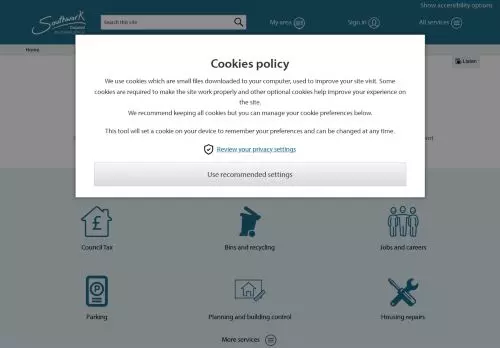 Show accessibility options
Southwark
Council
Search this site
My area
Sign in
All services
Home
Listen
Cookies policy
We use cookies which are small files downloaded to your computer, used to improve your site visit. Some
cookies are required to make the site work properly and other optional cookies help improve your experience on
the site.
We recommend keeping all cookies but you can manage your cookie preferences below.
This tool will set a cookie on your device to remember your preferences and can be changed at any time.
Review your privacy settings
Use recommended settings
£
Council Tax
Bins and recycling
Jobs and careers
P
Parking
Planning and building control
Housing repairs
More services